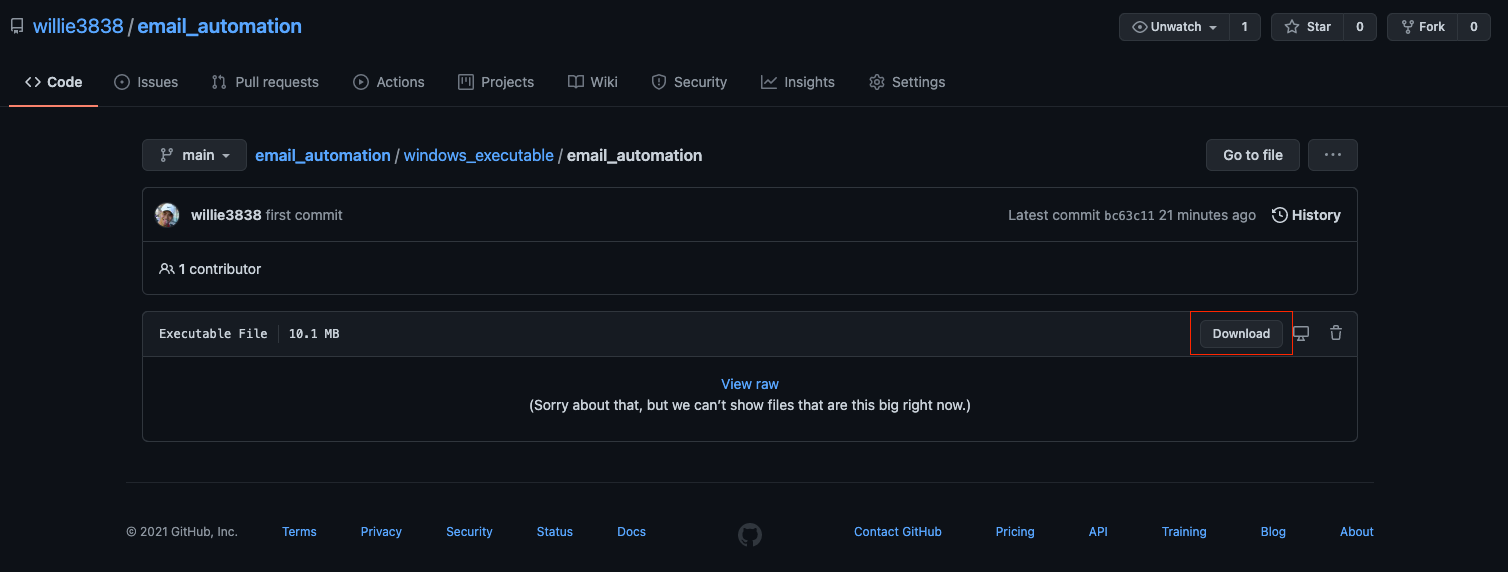 willie3838 / email_automation
Unwatch 1 Star 0 Fork 0
Code Issues Pull requests Actions Projects Wiki Security Insights Settings
main email_automation / windows_executable / email_automation Go to file ...
willie3838 first commit Latest commit bc63c11 21 minutes ago History
1 contributor
Executable File 10.1 MB Download
View raw
(Sorry about that, but we can’t show files that are this big right now.)
© 2021 GitHub, Inc. Terms Privacy Security Status Docs Contact GitHub Pricing API Training Blog About